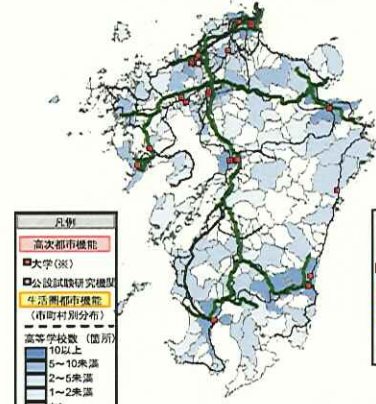 凡例
高次都市機能
大学(※)
公設試験研究機関
生活圏都市機能
(市町村別分布)
高等学校数 (箇所)
10以上
5～10未満
2～5未満
1～2未満